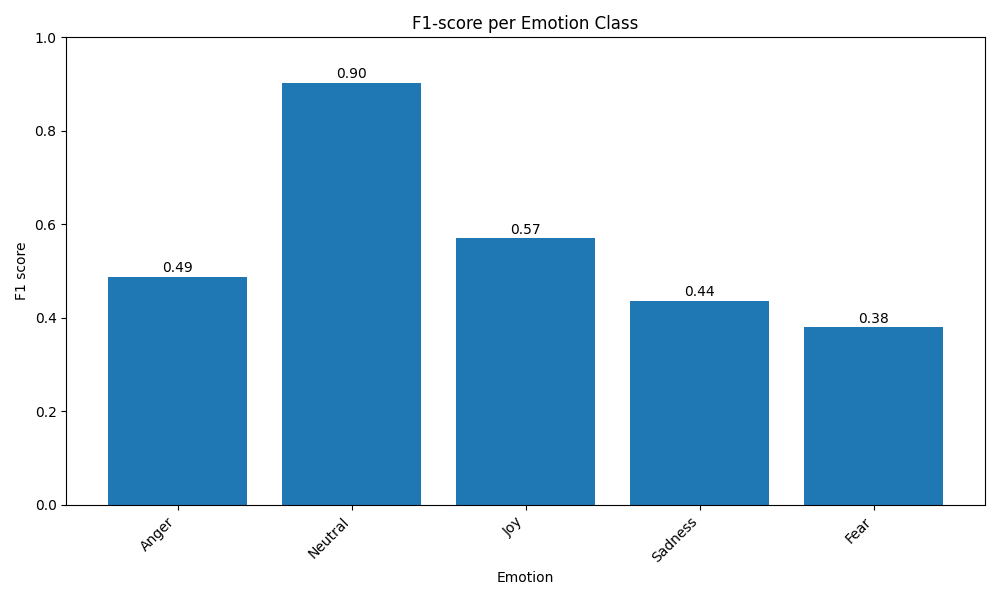 F1-score per Emotion Class
F1 score
1.0
0.8
0.6
0.4
0.2
0.0
0.49
0.90
0.57
0.44
0.38
Anger
Neutral
Joy
Sadness
Fear
Emotion